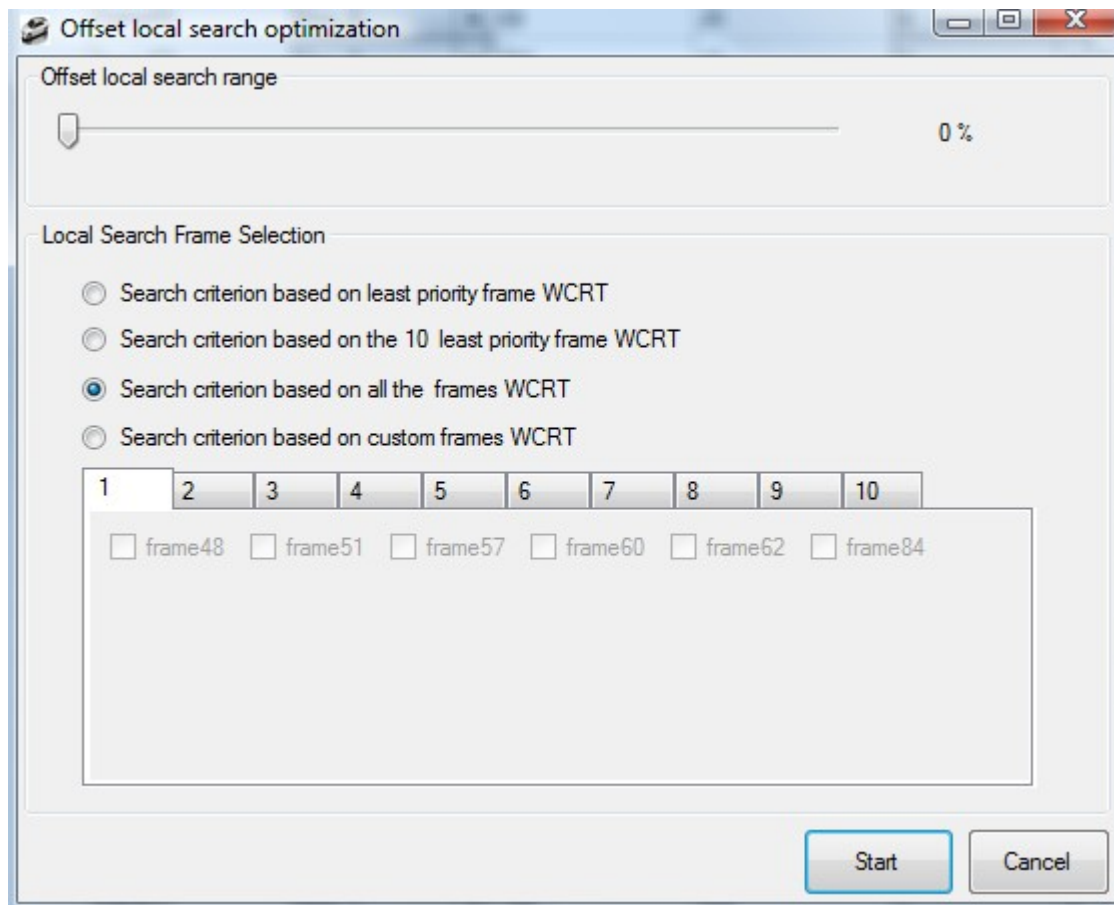 Offset local search optimization
Offset local search range
0 %
Local Search Frame Selection
Search criterion based on least priority frame WCRT
Search criterion based on the 10 least priority frame WCRT
Search criterion based on all the frames WCRT
Search criterion based on custom frames WCRT
1 2 3 4 5 6 7 8 9 10
frame48 frame51 frame57 frame60 frame62 frame84
Start Cancel